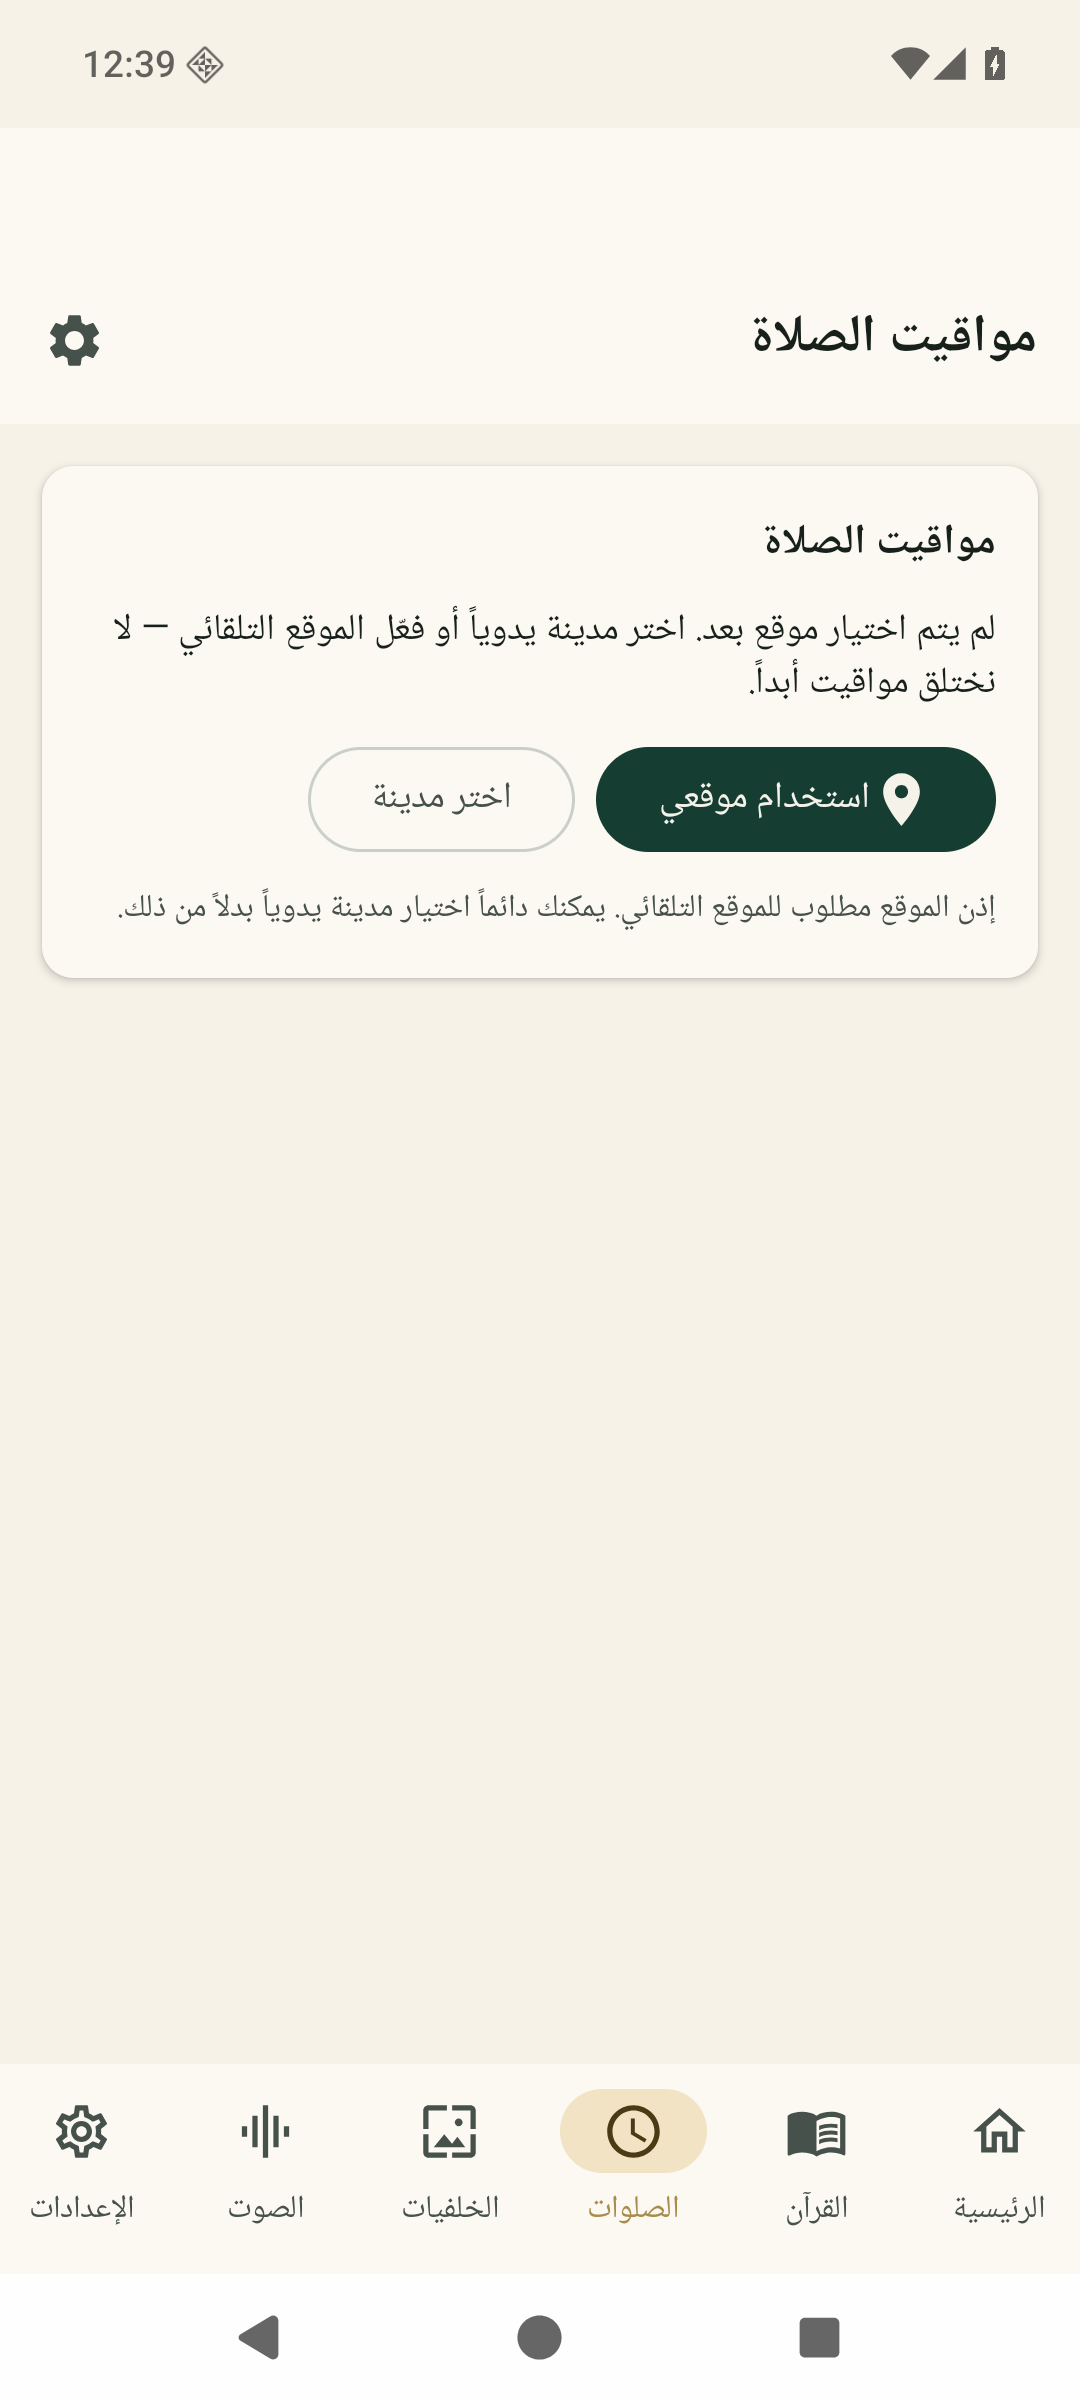 12:39
مواقيت الصلاة
مواقيت الصلاة
لم يتم اختيار موقع بعد. اختر مدينة يدوياً أو فعّل الموقع التلقائي — لا
نختلق مواقيت أبداً.
استخدام موقعي
اختر مدينة
إذن الموقع مطلوب للموقع التلقائي. يمكنك دائماً اختيار مدينة يدوياً بدلاً من ذلك.
الرئيسية
القرآن
الصلوات
الخلفيات
الصوت
الإعدادات